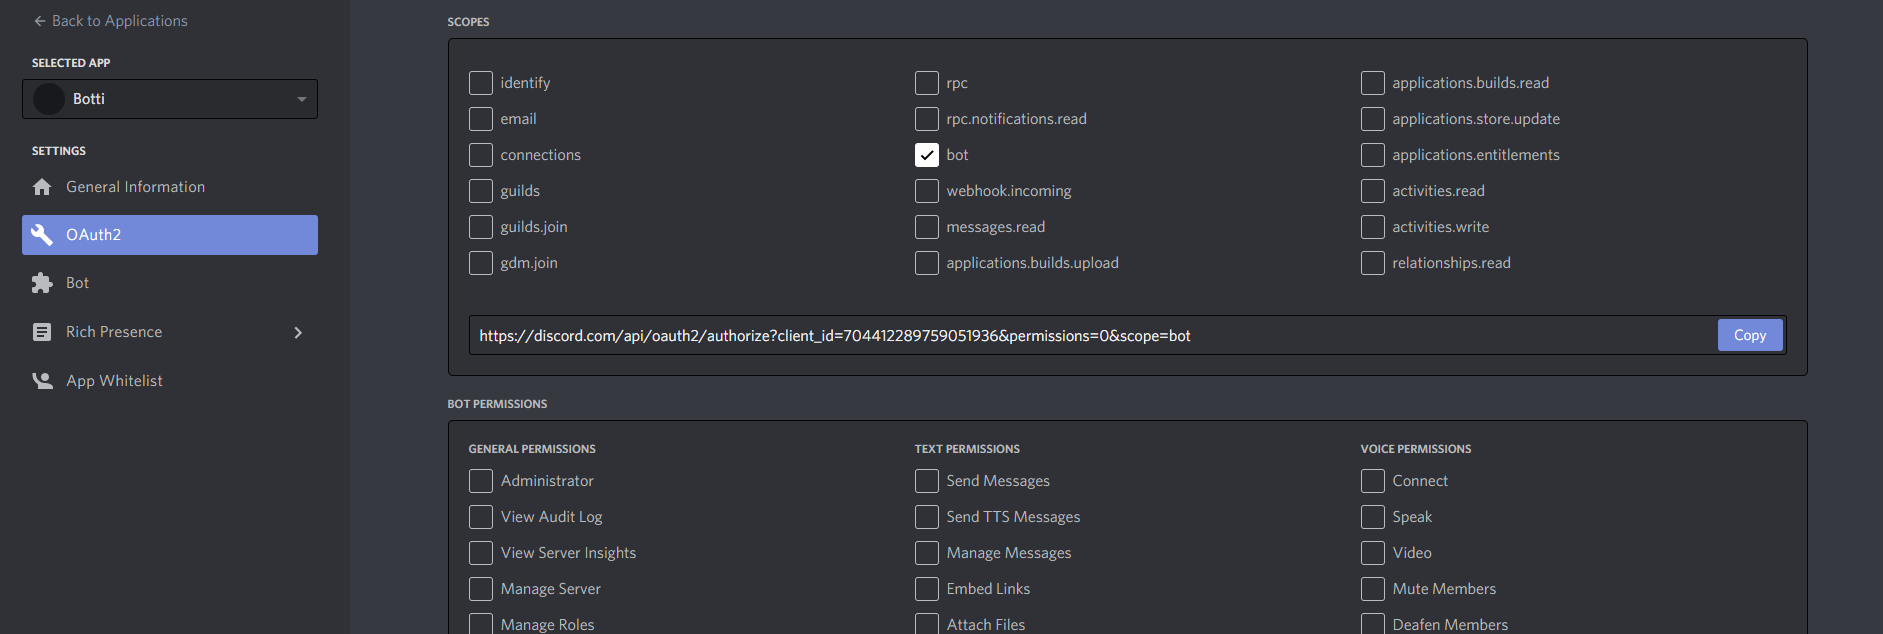 Back to Applications
SELECTED APP
Botti
SETTINGS
General Information
OAuth2
Bot
Rich Presence
App Whitelist
SCOPES
identify
email
connections
guilds
guilds.join
gdm.join
rpc
rpc.notifications.read
bot
webhook.incoming
messages.read
applications.builds.upload
applications.builds.read
applications.store.update
applications.entitlements
activities.read
activities.write
relationships.read
https://discord.com/api/oauth2/authorize?client_id=704412289759051936&permissions=0&scope=bot
Copy
BOT PERMISSIONS
GENERAL PERMISSIONS
Administrator
View Audit Log
View Server Insights
Manage Server
Manage Roles
TEXT PERMISSIONS
Send Messages
Send TTS Messages
Manage Messages
Embed Links
Attach Files
VOICE PERMISSIONS
Connect
Speak
Video
Mute Members
Deafen Members